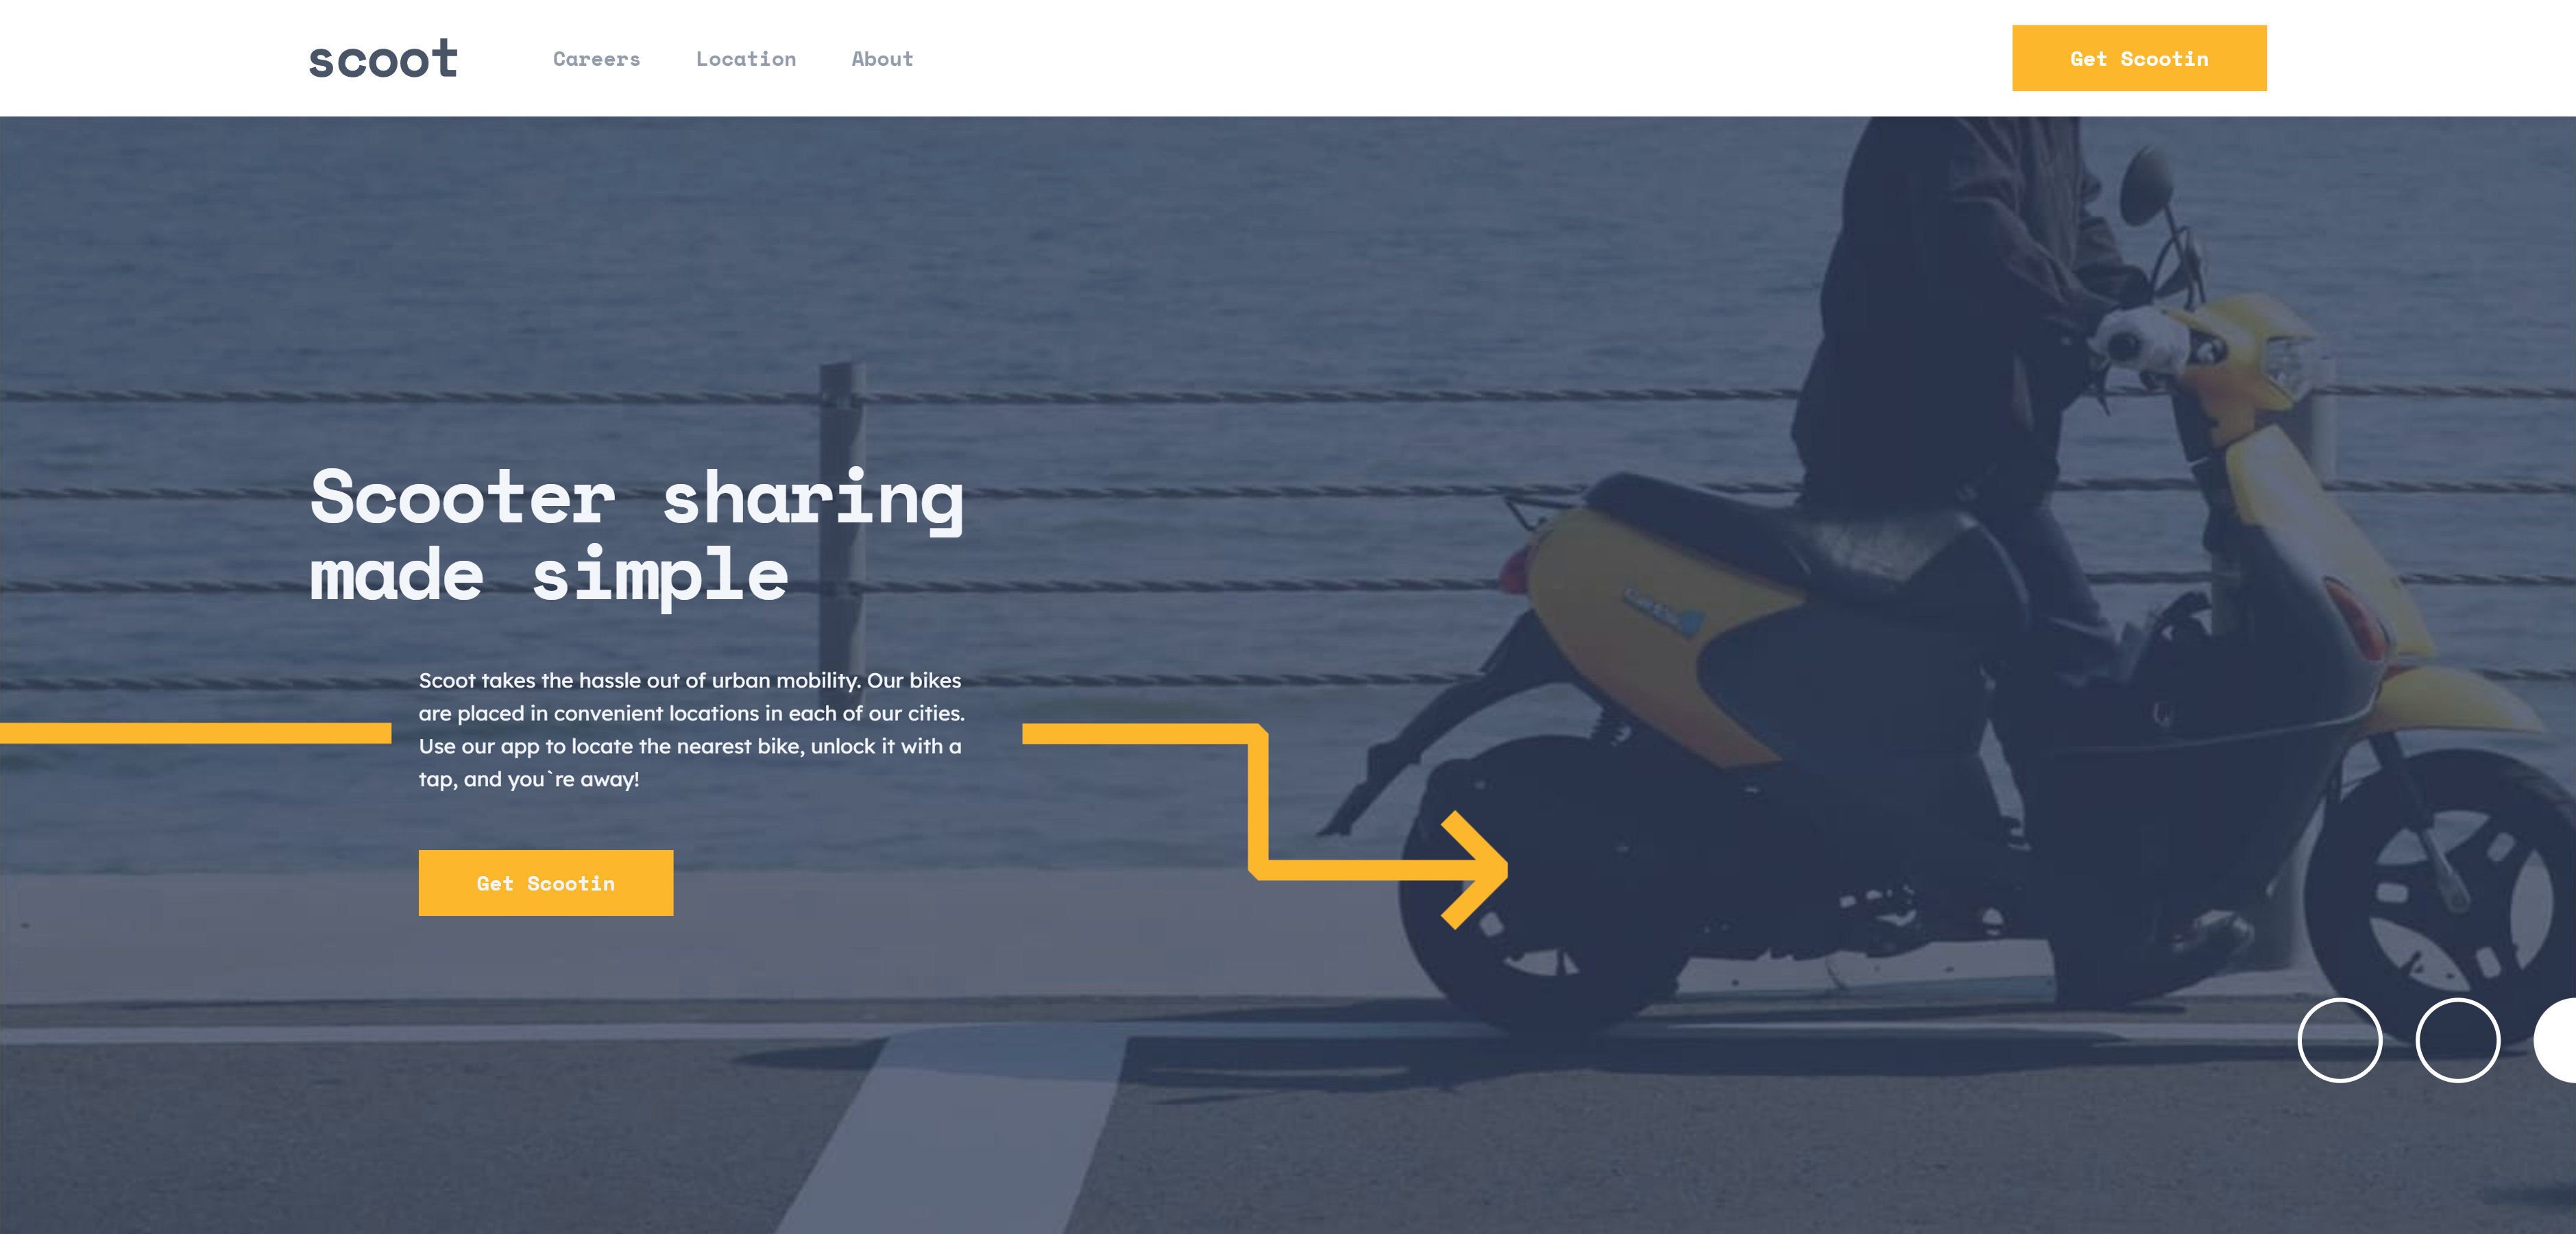 scoot
Careers
Location
About
Get Scootin
Scooter sharing
made simple
Scoot takes the hassle out of urban mobility. Our bikes
are placed in convenient locations in each of our cities.
Use our app to locate the nearest bike, unlock it with a
tap, and you`re away!
Get Scootin